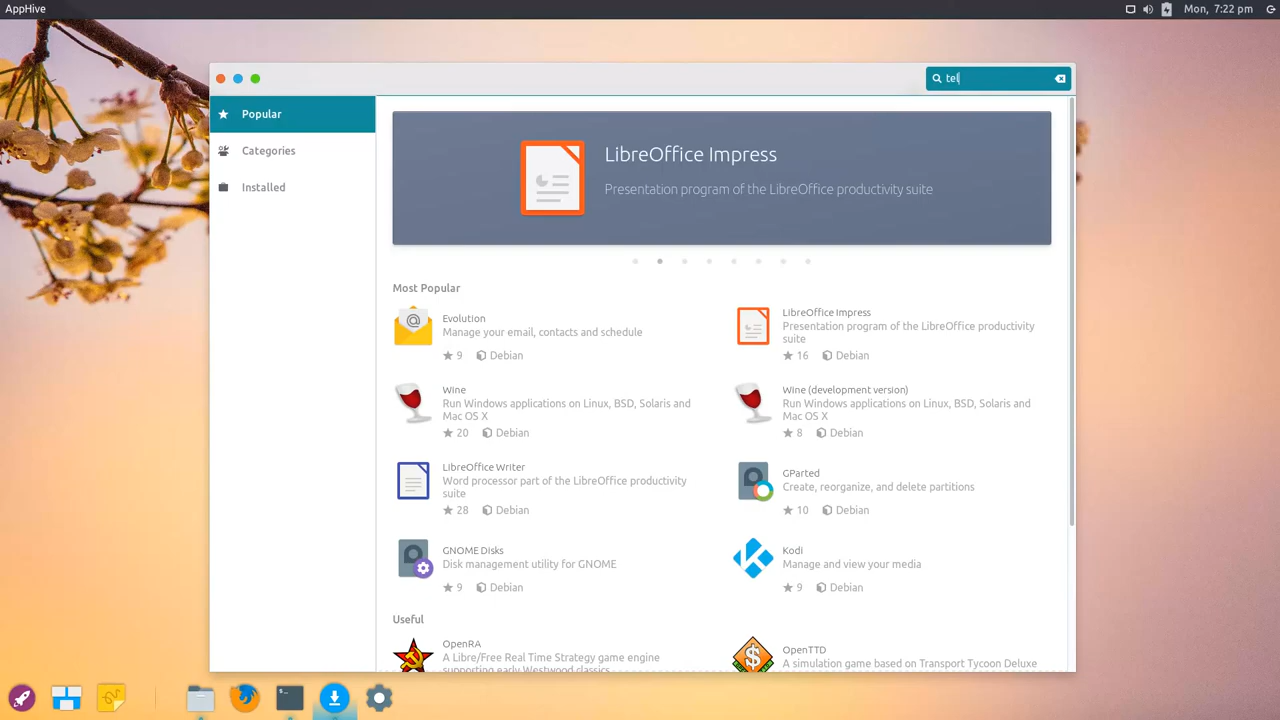 AppHive
Mon, 7:22 pm
tel
Popular
Categories
Installed
LibreOffice Impress
Presentation program of the LibreOffice productivity suite
Most Popular
Evolution
Manage your email, contacts and schedule
9 Debian
LibreOffice Impress
Presentation program of the LibreOffice productivity
suite
16 Debian
Wine
Run Windows applications on Linux, BSD, Solaris and
Mac OS X
20 Debian
Wine (development version)
Run Windows applications on Linux, BSD, Solaris and
Mac OS X
8 Debian
LibreOffice Writer
Word processor part of the LibreOffice productivity
suite
28 Debian
GParted
Create, reorganize, and delete partitions
10 Debian
GNOME Disks
Disk management utility for GNOME
9 Debian
Kodi
Manage and view your media
9 Debian
Useful
OpenRA
A Libre/Free Real Time Strategy game engine
supporting early Westwood classics
OpenTTD
A simulation game based on Transport Tycoon Deluxe